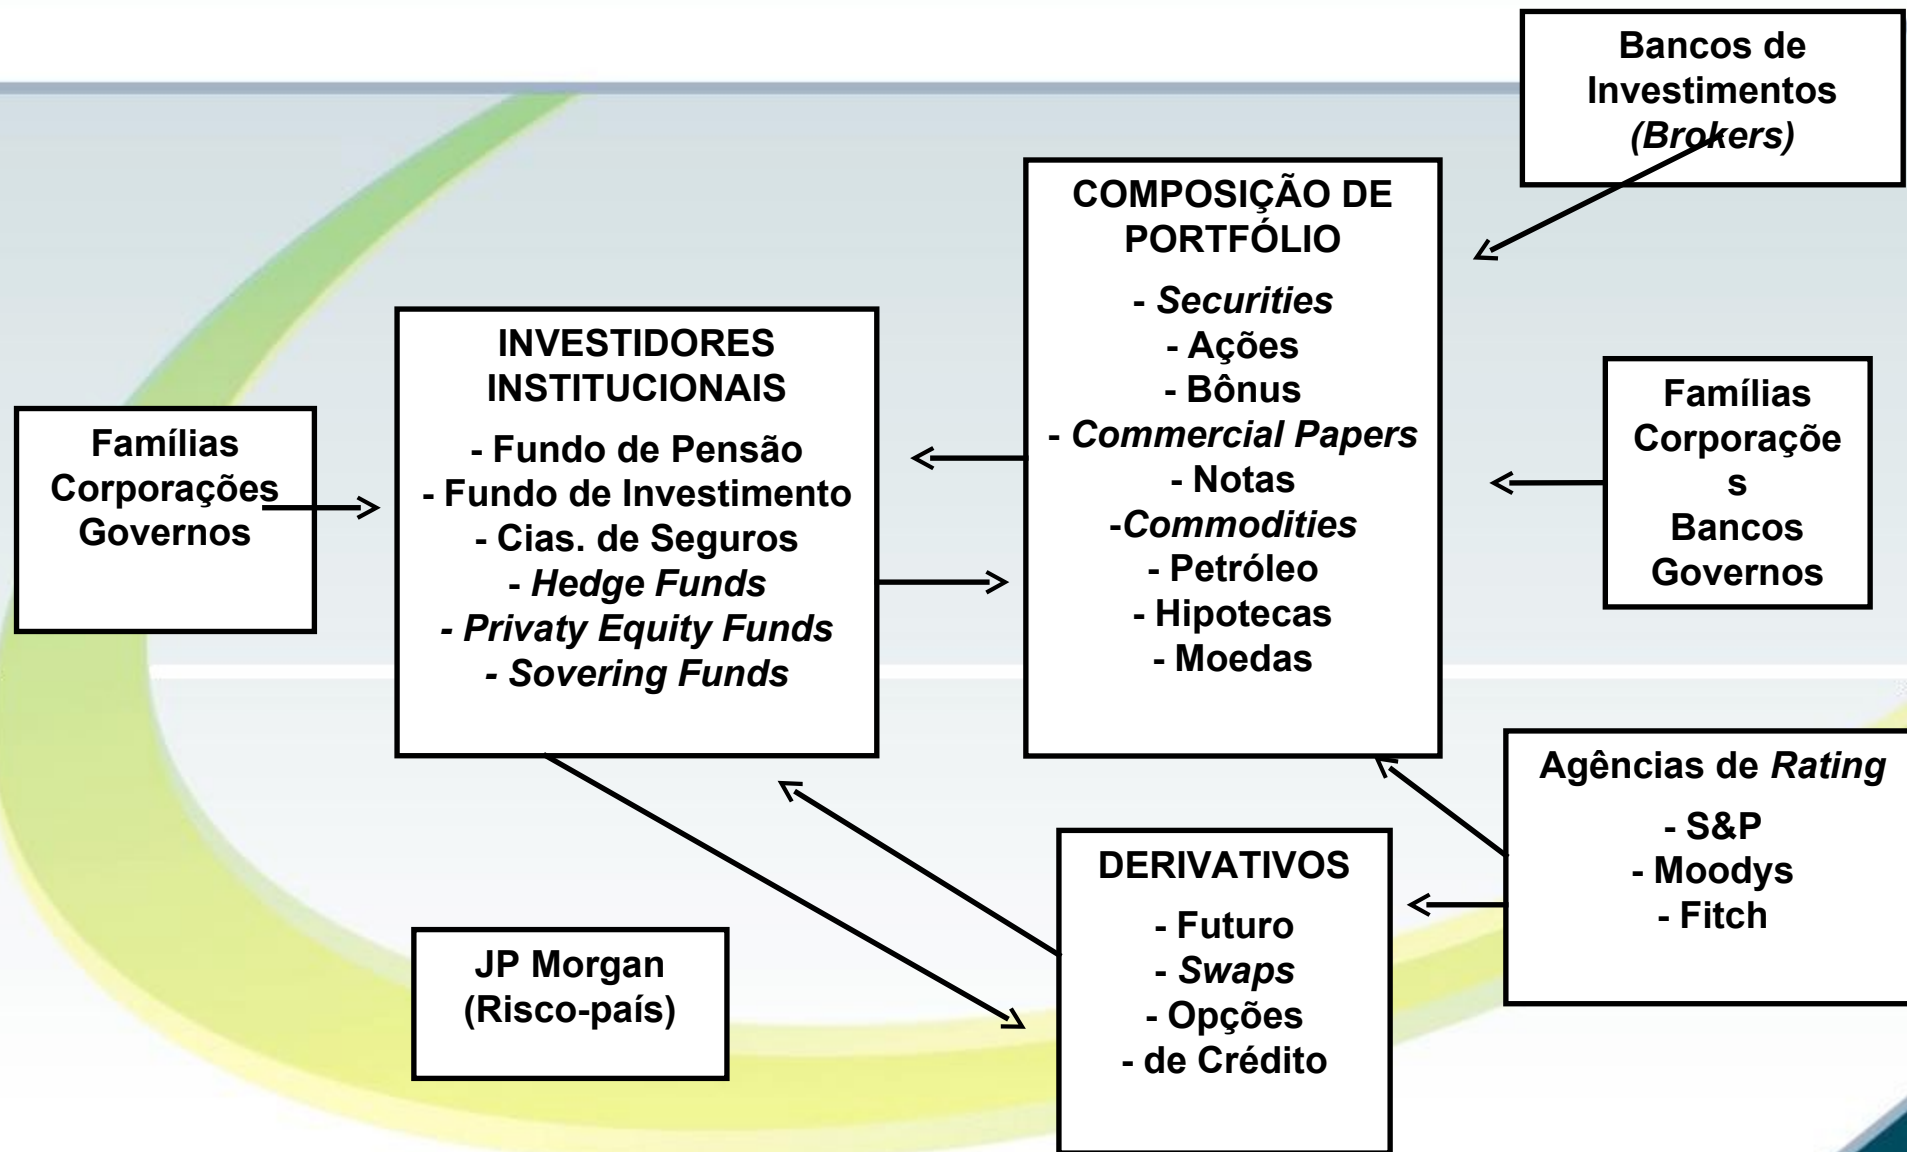 Bancos de
Investimentos
(Brokers)
COMPOSIÇÃO DE
PORTFÓLIO
- Securities
- Ações
- Bônus
- Commercial Papers
- Notas
-Commodities
- Petróleo
- Hipotecas
- Moedas
INVESTIDORES
INSTITUCIONAIS
- Fundo de Pensão
- Fundo de Investimento
- Cias. de Seguros
- Hedge Funds
- Privaty Equity Funds
- Sovering Funds
Famílias
Corporações
Governos
Famílias
Corporaçõe
s
Bancos
Governos
Agências de Rating
- S&P
- Moodys
- Fitch
DERIVATIVOS
- Futuro
- Swaps
- Opções
- de Crédito
JP Morgan
(Risco-país)